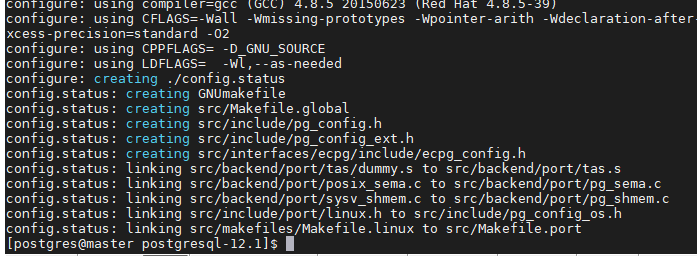 configure: using compiler=gcc (GCC) 4.8.5 20150623 (Red Hat 4.8.5-39)
configure: using CFLAGS=-Wall -Wmissing-prototypes -Wpointer-arith -Wdeclaration-after-
xcess-precision=standard -O2
configure: using CPPFLAGS= -D_GNU_SOURCE
configure: using LDFLAGS=  -Wl,--as-needed
configure: creating ./config.status
config.status: creating GNUmakefile
config.status: creating src/Makefile.global
config.status: creating src/include/pg_config.h
config.status: creating src/include/pg_config_ext.h
config.status: creating src/interfaces/ecpg/include/ecpg_config.h
config.status: linking src/backend/port/tas/dummy.s to src/backend/port/tas.s
config.status: linking src/backend/port/posix_sema.c to src/backend/port/pg_sema.c
config.status: linking src/backend/port/sysv_shmem.c to src/backend/port/pg_shmem.c
config.status: linking src/include/port/linux.h to src/include/pg_config_os.h
config.status: linking src/makefiles/Makefile.linux to src/Makefile.port
[postgres@master postgresql-12.1]$